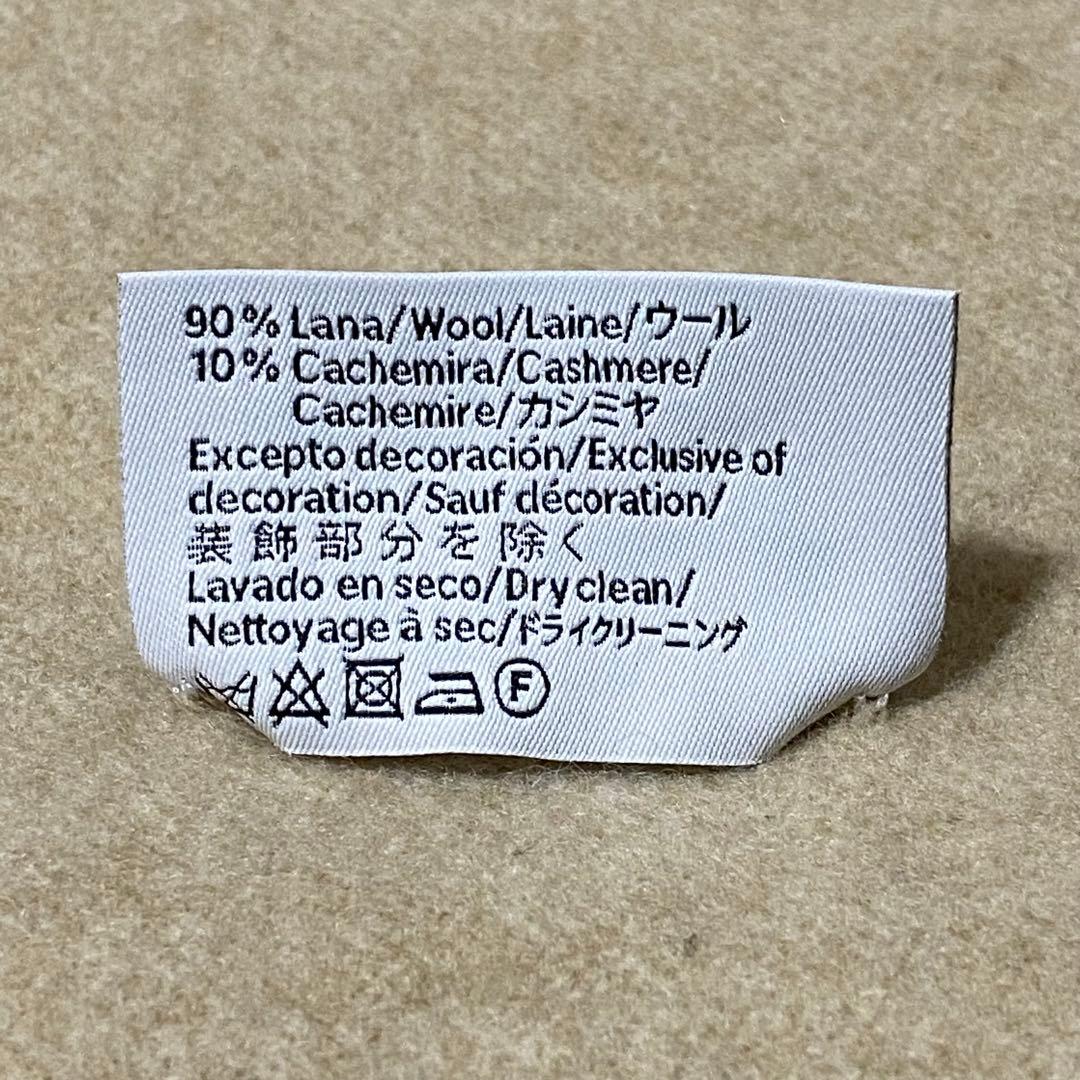 90% Lana/Wool/Laine/ウール
10% Cachemira/Cashmere/
Cachemire/カシミヤ
Excepto decoración/Exclusive of
decoration/Sauf décoration/
装飾部分を除く
Lavado en seco/Dry clean/
Nettoyage à sec/ドライクリーニング
F